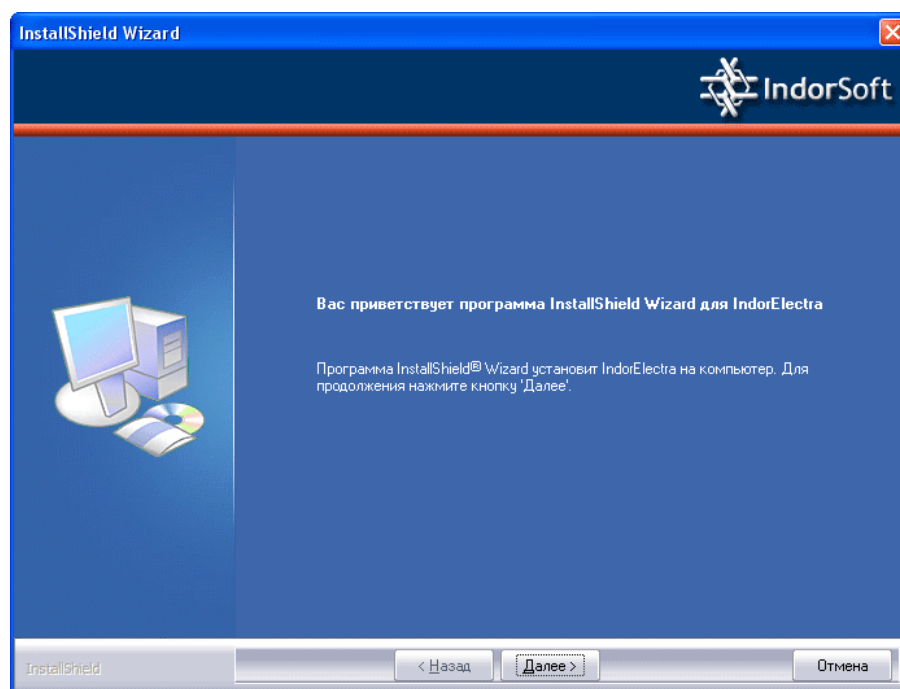 InstallShield Wizard
IndorSoft
Вас приветствует программа InstallShield Wizard для IndorElectra
Программа InstallShield® Wizard установит IndorElectra на компьютер. Для
продолжения нажмите кнопку 'Далее'.
InstallShield
< Назад
Далее >
Отмена